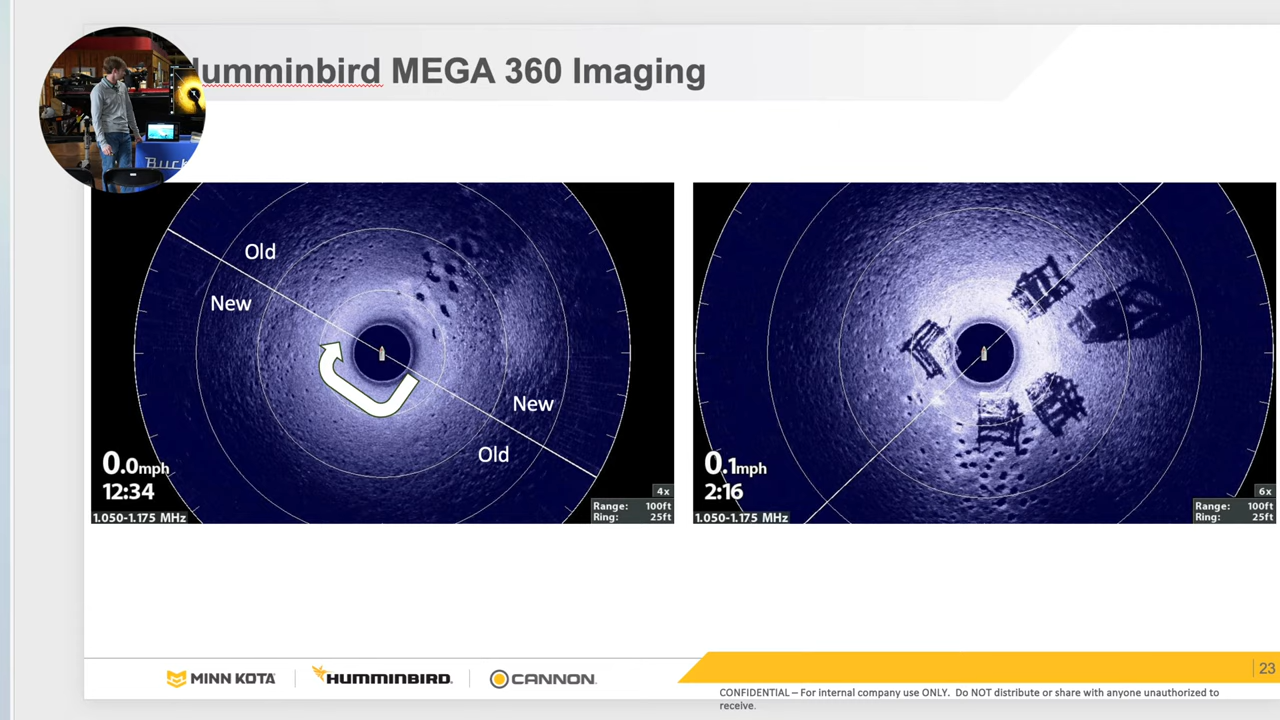 umminbird MEGA 360 Imaging
Old
New
New
Old
0.0mph
12:34
1.050-1.175 MHz
4x
Range: 100ft
Ring: 25ft
0.1mph
2:16
1.050-1.175 MHz
6x
Range: 100ft
Ring: 25ft
MINN KOTA
HUMMINBIRD
CANNON
23
CONFIDENTIAL – For internal company use ONLY. Do NOT distribute or share with anyone unauthorized to
receive.